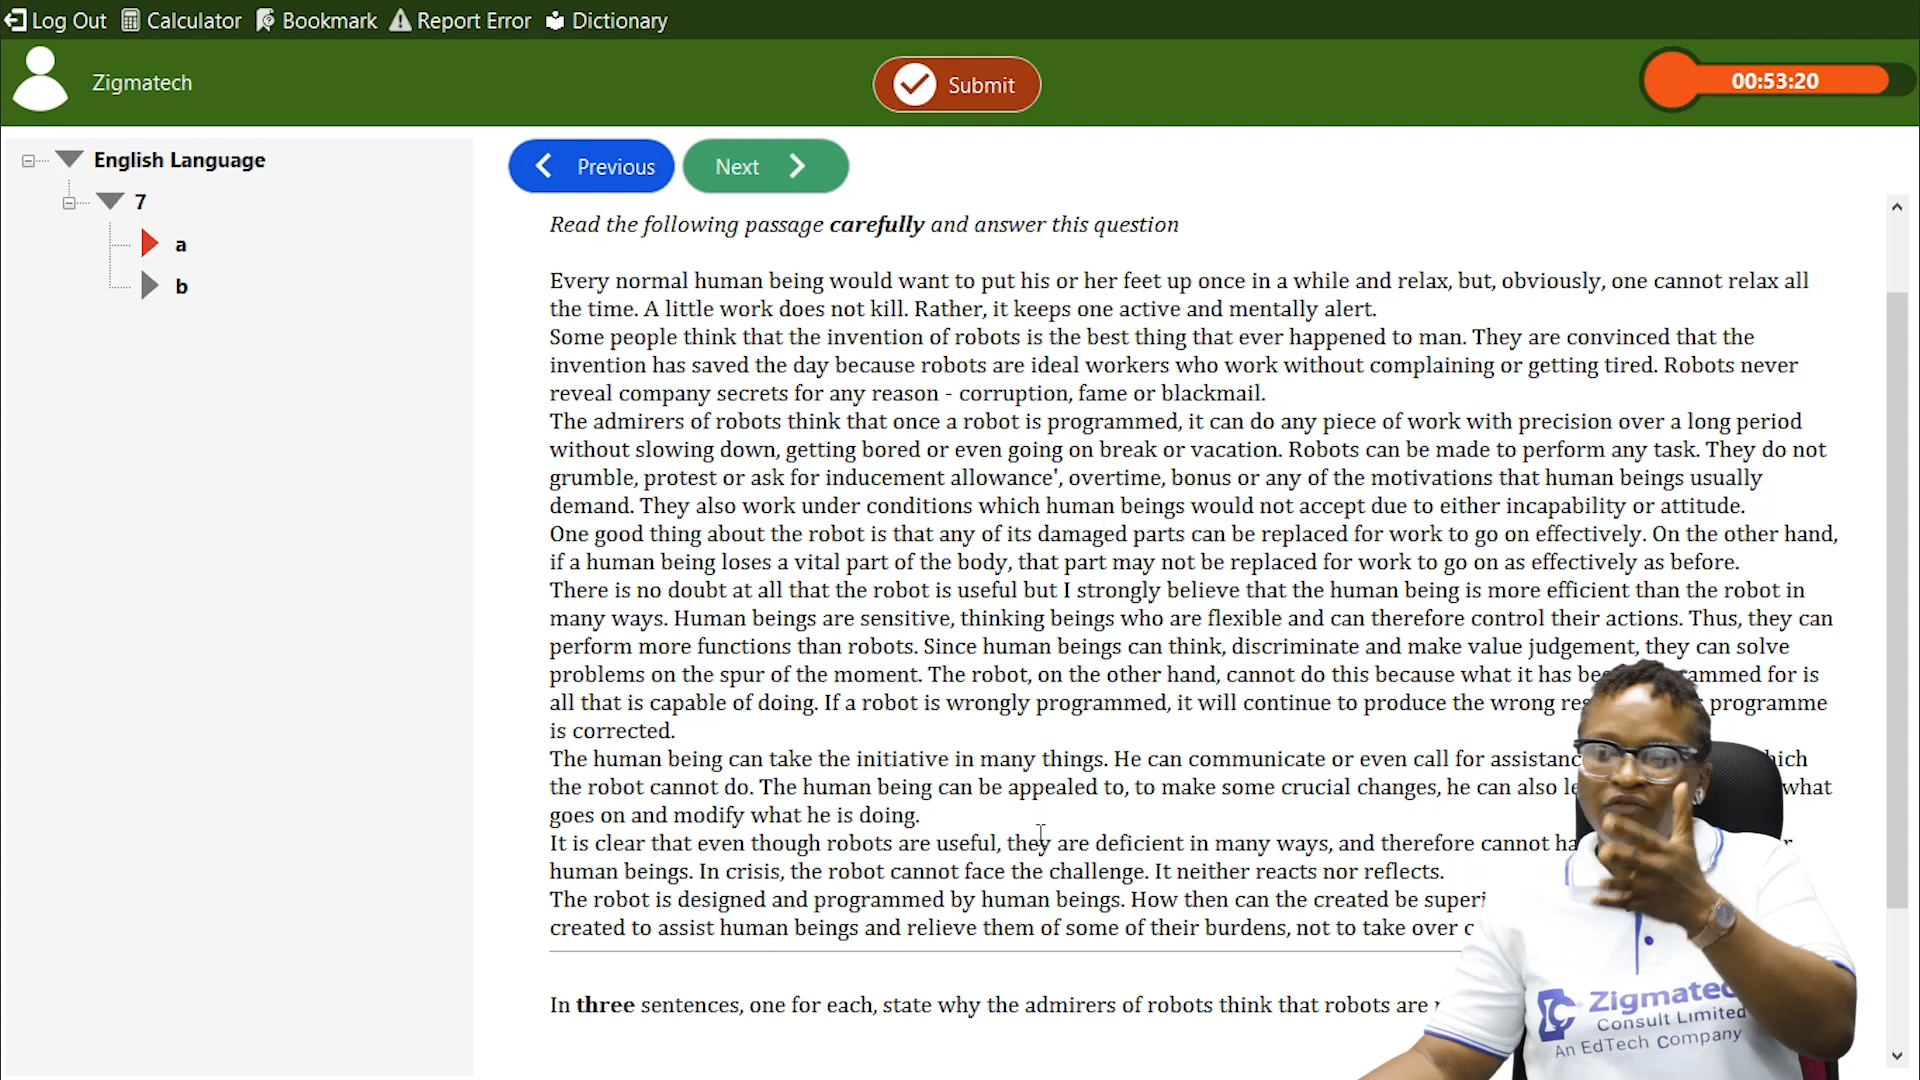 Log Out Calculator Bookmark Report Error Dictionary
Zigmatech
Submit
00:53:20
English Language
7
a
b
Previous
Next
Read the following passage carefully and answer this question
Every normal human being would want to put his or her feet up once in a while and relax, but, obviously, one cannot relax all
the time. A little work does not kill. Rather, it keeps one active and mentally alert.
Some people think that the invention of robots is the best thing that ever happened to man. They are convinced that the
invention has saved the day because robots are ideal workers who work without complaining or getting tired. Robots never
reveal company secrets for any reason - corruption, fame or blackmail.
The admirers of robots think that once a robot is programmed, it can do any piece of work with precision over a long period
without slowing down, getting bored or even going on break or vacation. Robots can be made to perform any task. They do not
grumble, protest or ask for inducement allowance', overtime, bonus or any of the motivations that human beings usually
demand. They also work under conditions which human beings would not accept due to either incapability or attitude.
One good thing about the robot is that any of its damaged parts can be replaced for work to go on effectively. On the other hand,
if a human being loses a vital part of the body, that part may not be replaced for work to go on as effectively as before.
There is no doubt at all that the robot is useful but I strongly believe that the human being is more efficient than the robot in
many ways. Human beings are sensitive, thinking beings who are flexible and can therefore control their actions. Thus, they can
perform more functions than robots. Since human beings can think, discriminate and make value judgement, they can solve
problems on the spur of the moment. The robot, on the other hand, cannot do this because what it has for is
all that is capable of doing. If a robot is wrongly programmed, it will continue to produce the wrong programme
is corrected.
The human being can take the initiative in many things. He can communicate or even call for
the robot cannot do. The human being can be appealed to, to make some crucial changes, he can also what
goes on and modify what he is doing.
It is clear that even though robots are useful, they are deficient in many ways, and therefore cannot
human beings. In crisis, the robot cannot face the challenge. It neither reacts nor reflects.
The robot is designed and programmed by human beings. How then can the created be
created to assist human beings and relieve them of some of their burdens, not to take over
In three sentences, one for each, state why the admirers of robots think that robots are
Zigmatec
Consult Limited
An EdTech Company